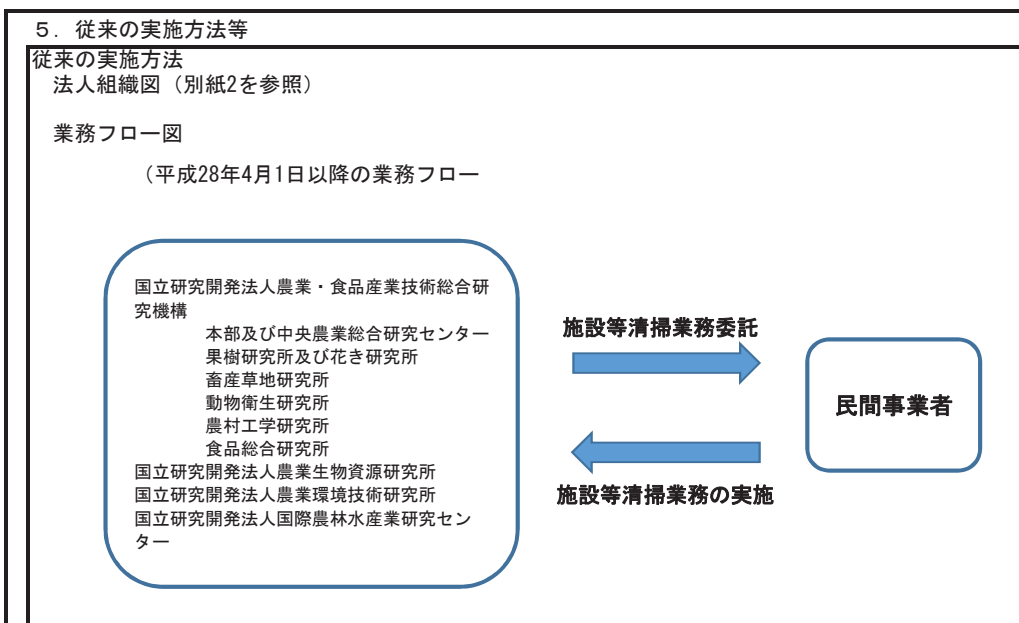 ５．従来の実施方法等
従来の実施方法
法人組織図（別紙2を参照）
業務フロー図
（平成28年4月1日以降の業務フロー
国立研究開発法人農業・食品産業技術総合研
究機構
本部及び中央農業総合研究センター
果樹研究所及び花き研究所
畜産草地研究所
動物衛生研究所
農村工学研究所
食品総合研究所
国立研究開発法人農業生物資源研究所
国立研究開発法人農業環境技術研究所
国立研究開発法人国際農林水産業研究セン
ター
施設等清掃業務委託
施設等清掃業務の実施
民間事業者